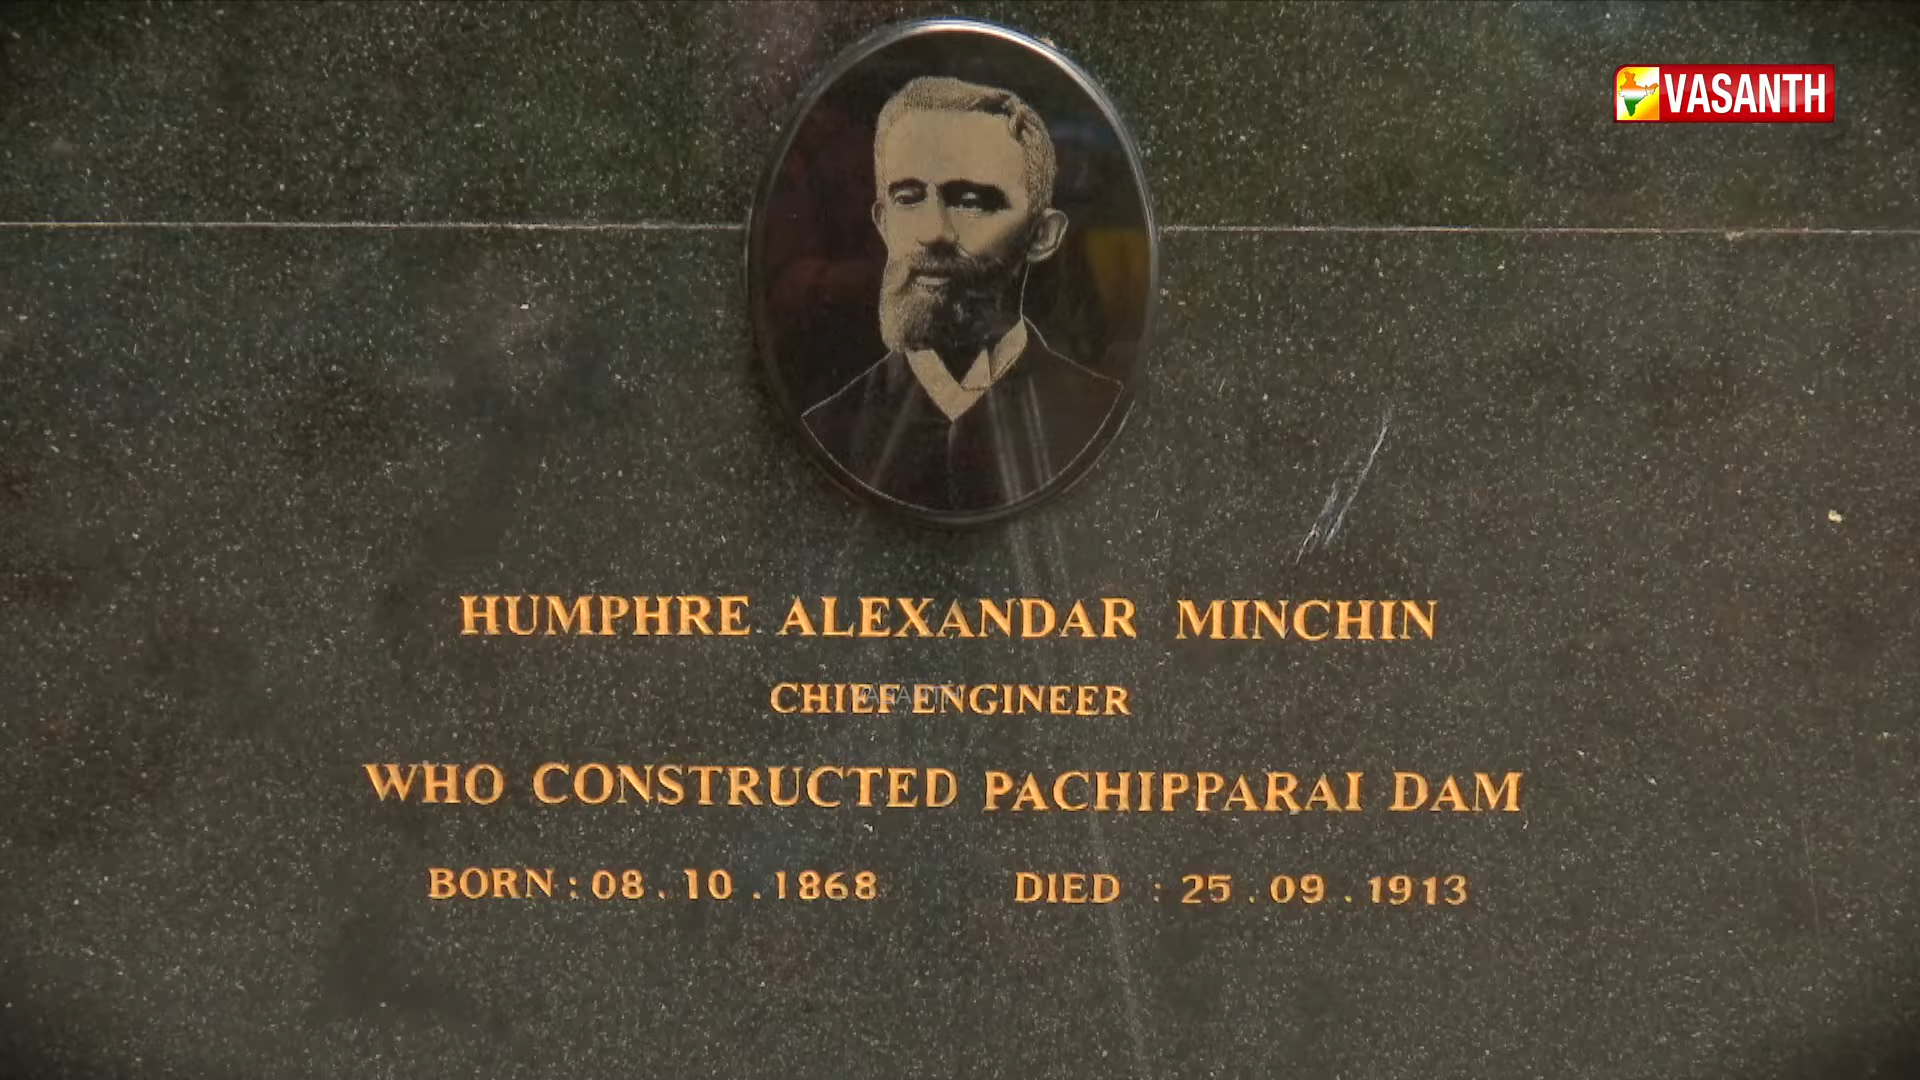 VASANTH
HUMPHRE ALEXANDAR MINCHIN
CHIEF ENGINEER
WHO CONSTRUCTED PACHIPPARAI DAM
BORN : 08 . 10 . 1868 DIED : 25 . 09 . 1913